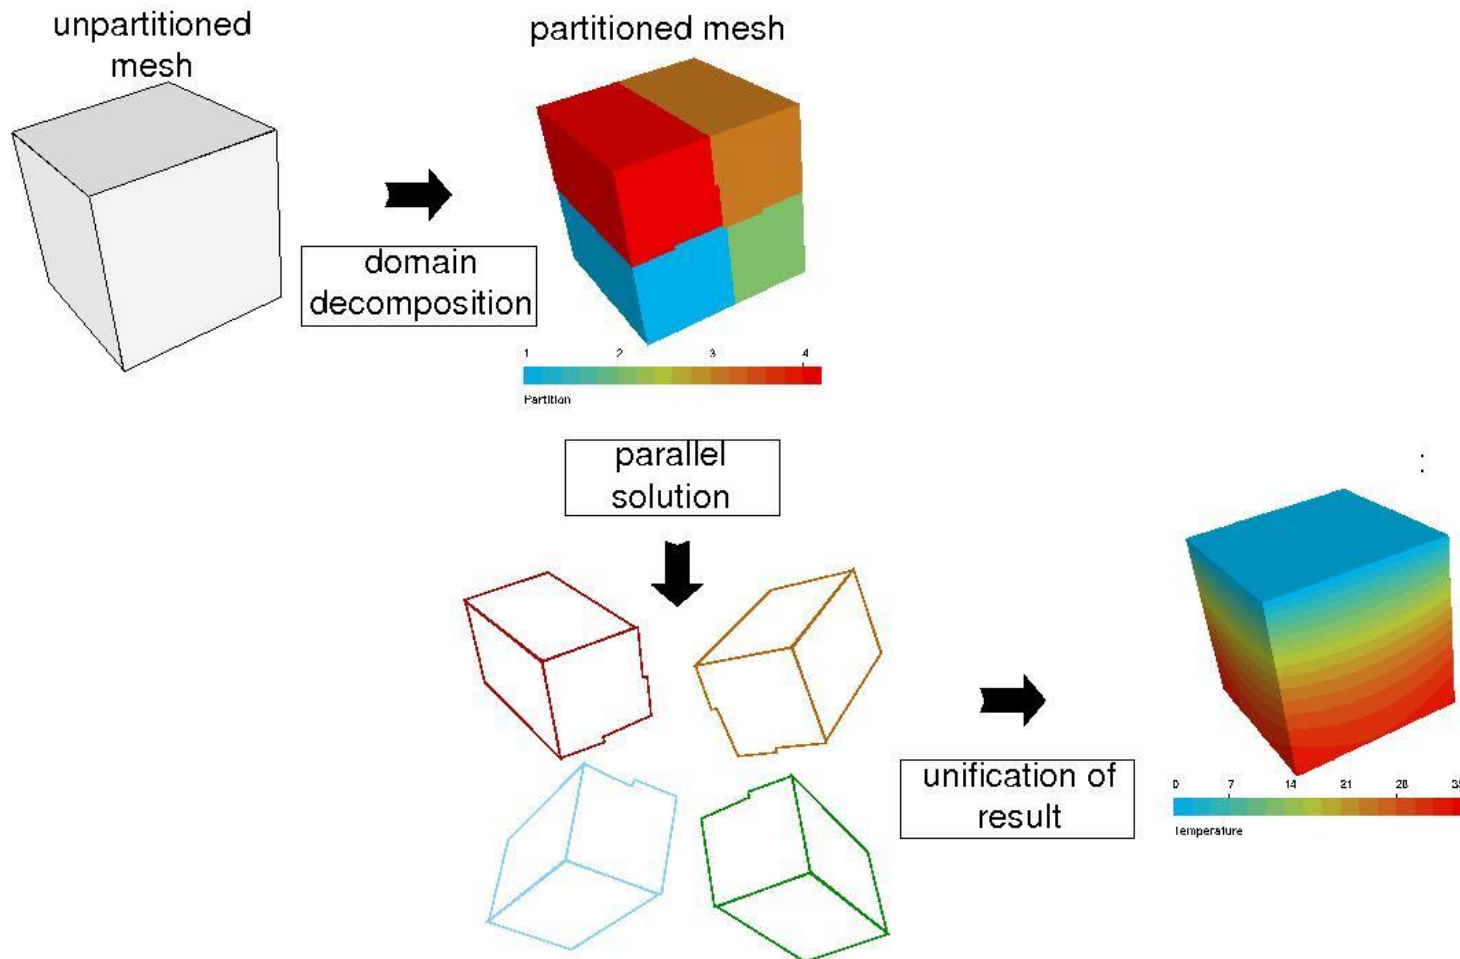 unpartitioned
mesh
partitioned mesh
domain
decomposition
1 2 3 4
Partition
parallel
solution
unification of
result
0 7 14 21 28
Temperature